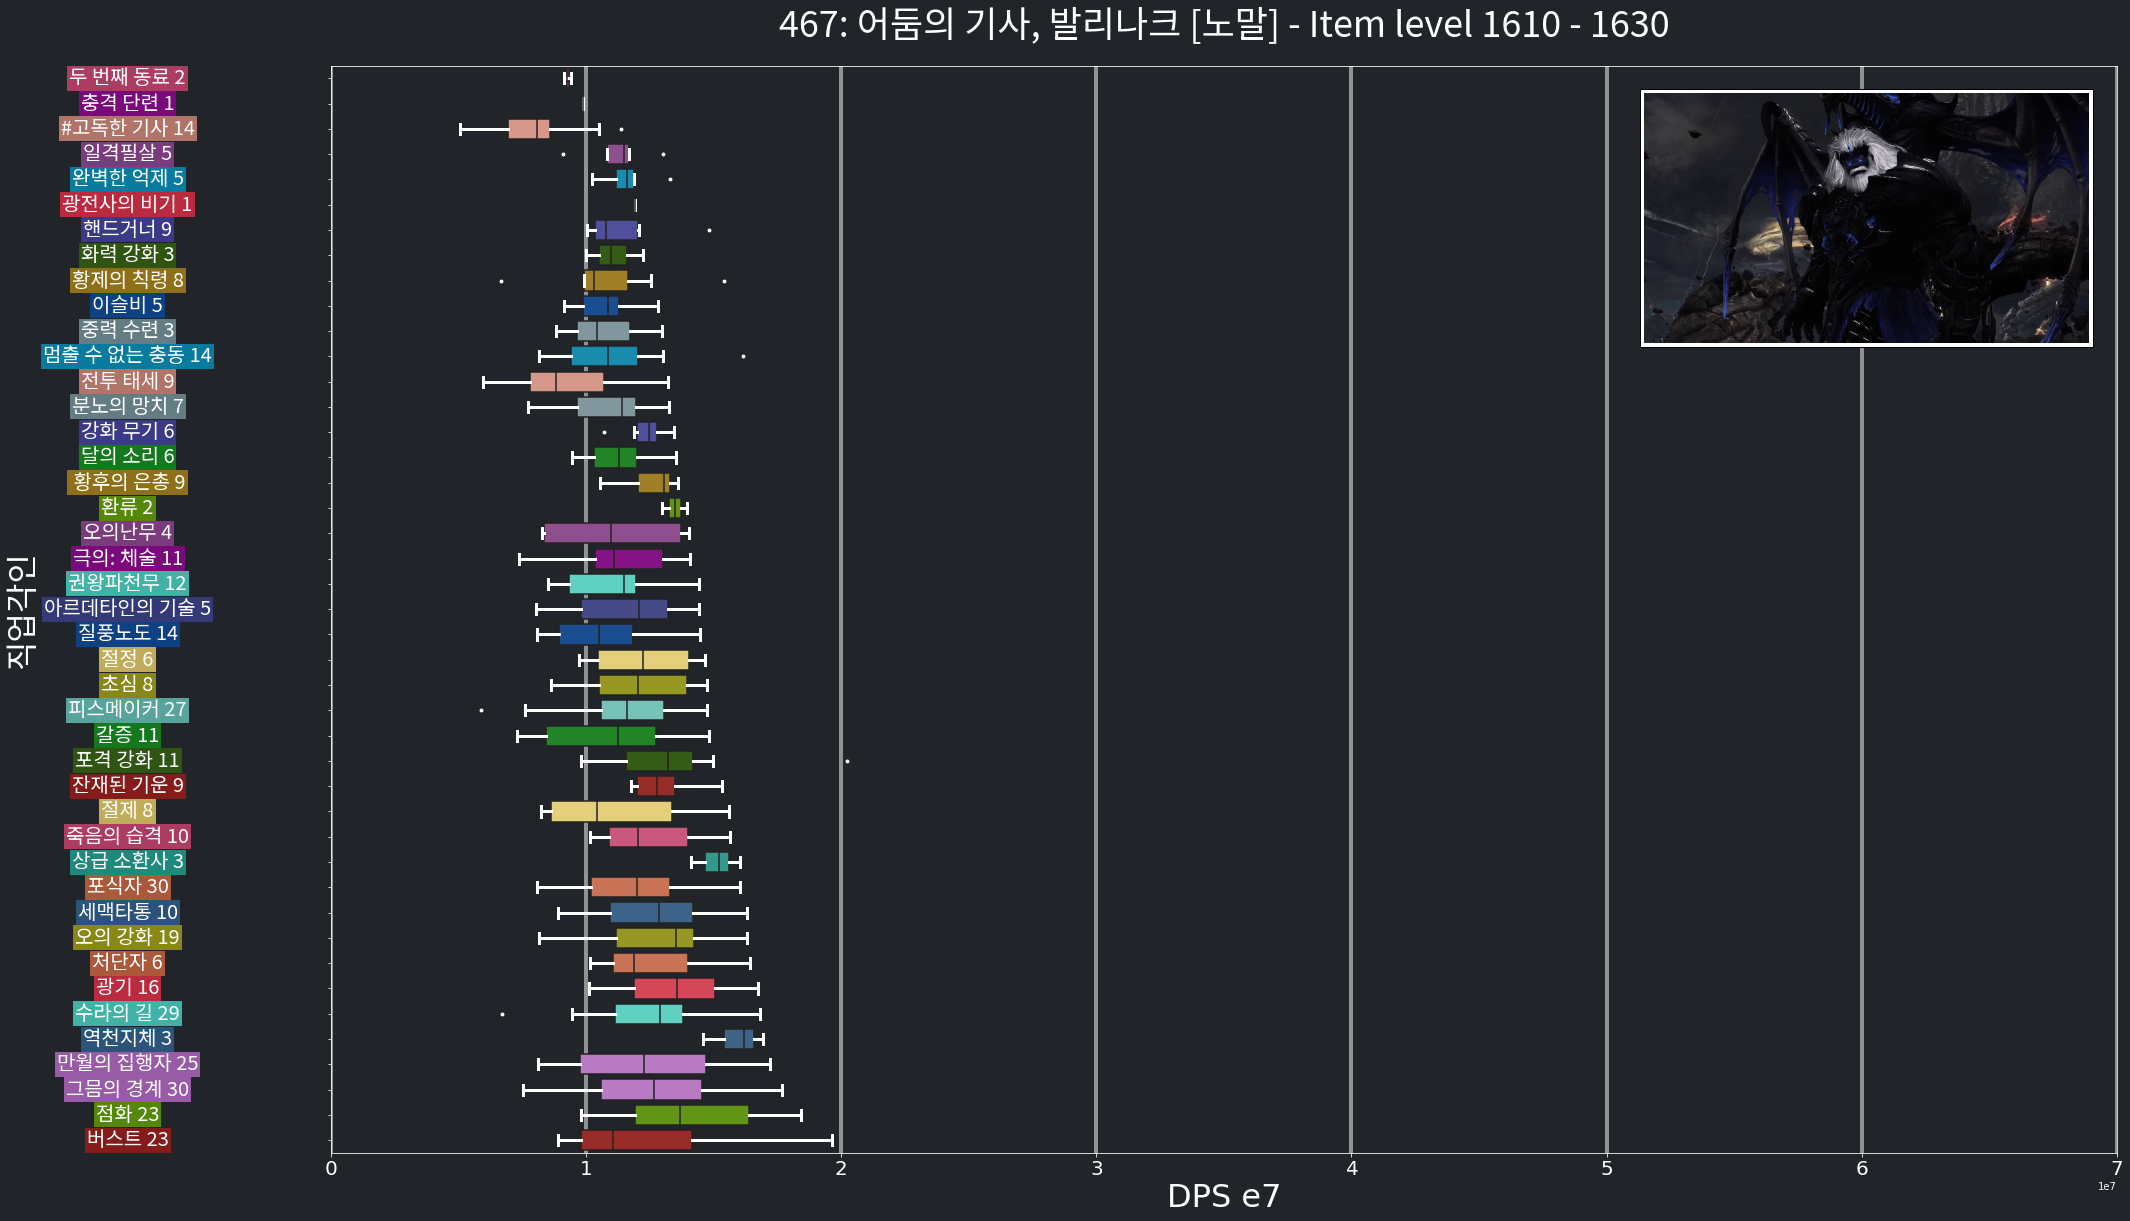 467: 어둠의 기사, 발리나크 [노말] - Item level 1610 - 1630
직업각인
두 번째 동료 2
충격 단련 1
#고독한 기사 14
일격필살 5
완벽한 억제 5
광전사의 비기 1
핸드거너 9
화력 강화 3
황제의 칙령 8
이슬비 5
중력 수련 3
멈출 수 없는 충동 14
전투 태세 9
분노의 망치 7
강화 무기 6
달의 소리 6
황후의 은총 9
환류 2
오의난무 4
극의: 체술 11
권왕파천무 12
아르데타인의 기술 5
질풍노도 14
절정 6
초심 8
피스메이커 27
갈증 11
포격 강화 11
잔재된 기운 9
절제 8
죽음의 습격 10
상급 소환사 3
포식자 30
세맥타통 10
오의 강화 19
처단자 6
광기 16
수라의 길 29
역천지체 3
만월의 집행자 25
그믐의 경계 30
점화 23
버스트 23
0 1 2 3 4 5 6 7
1e7
DPS e7